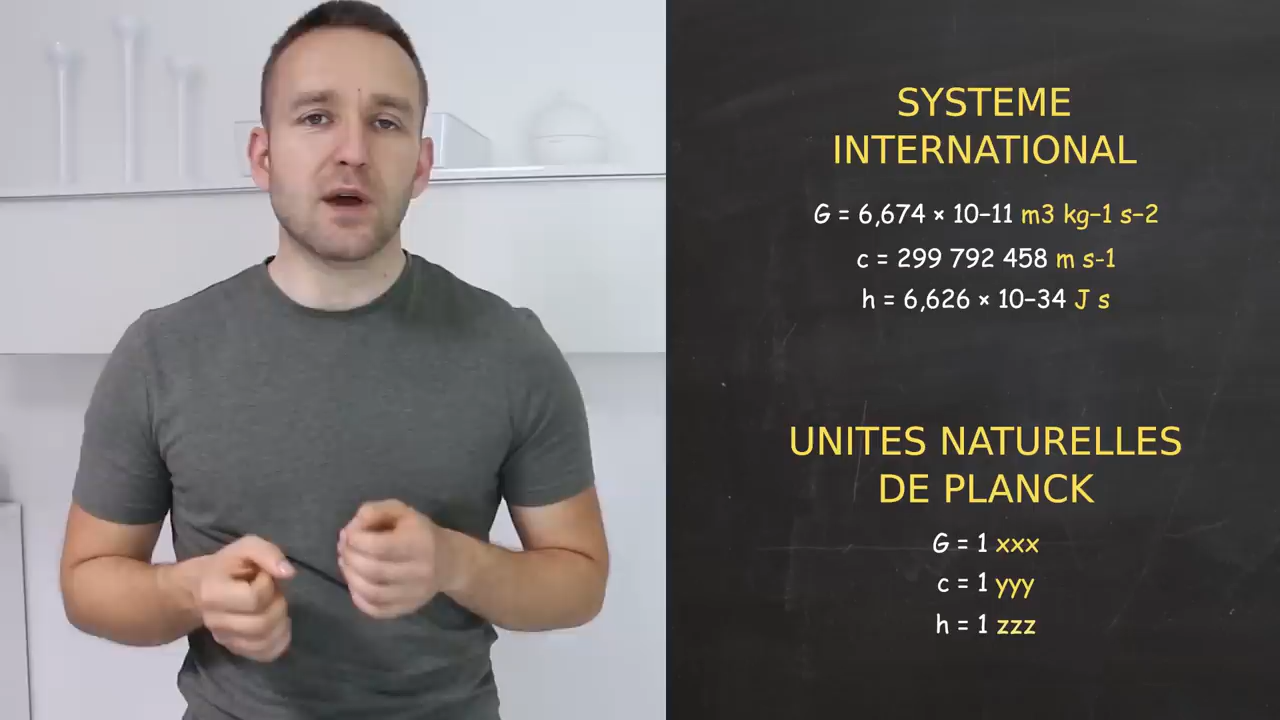 SYSTEME
INTERNATIONAL
G = 6,674 × 10–11 m3 kg–1 s–2
c = 299 792 458 m s-1
h = 6,626 × 10–34 J s
UNITES NATURELLES
DE PLANCK
G = 1 xxx
c = 1 yyy
h = 1 zzz